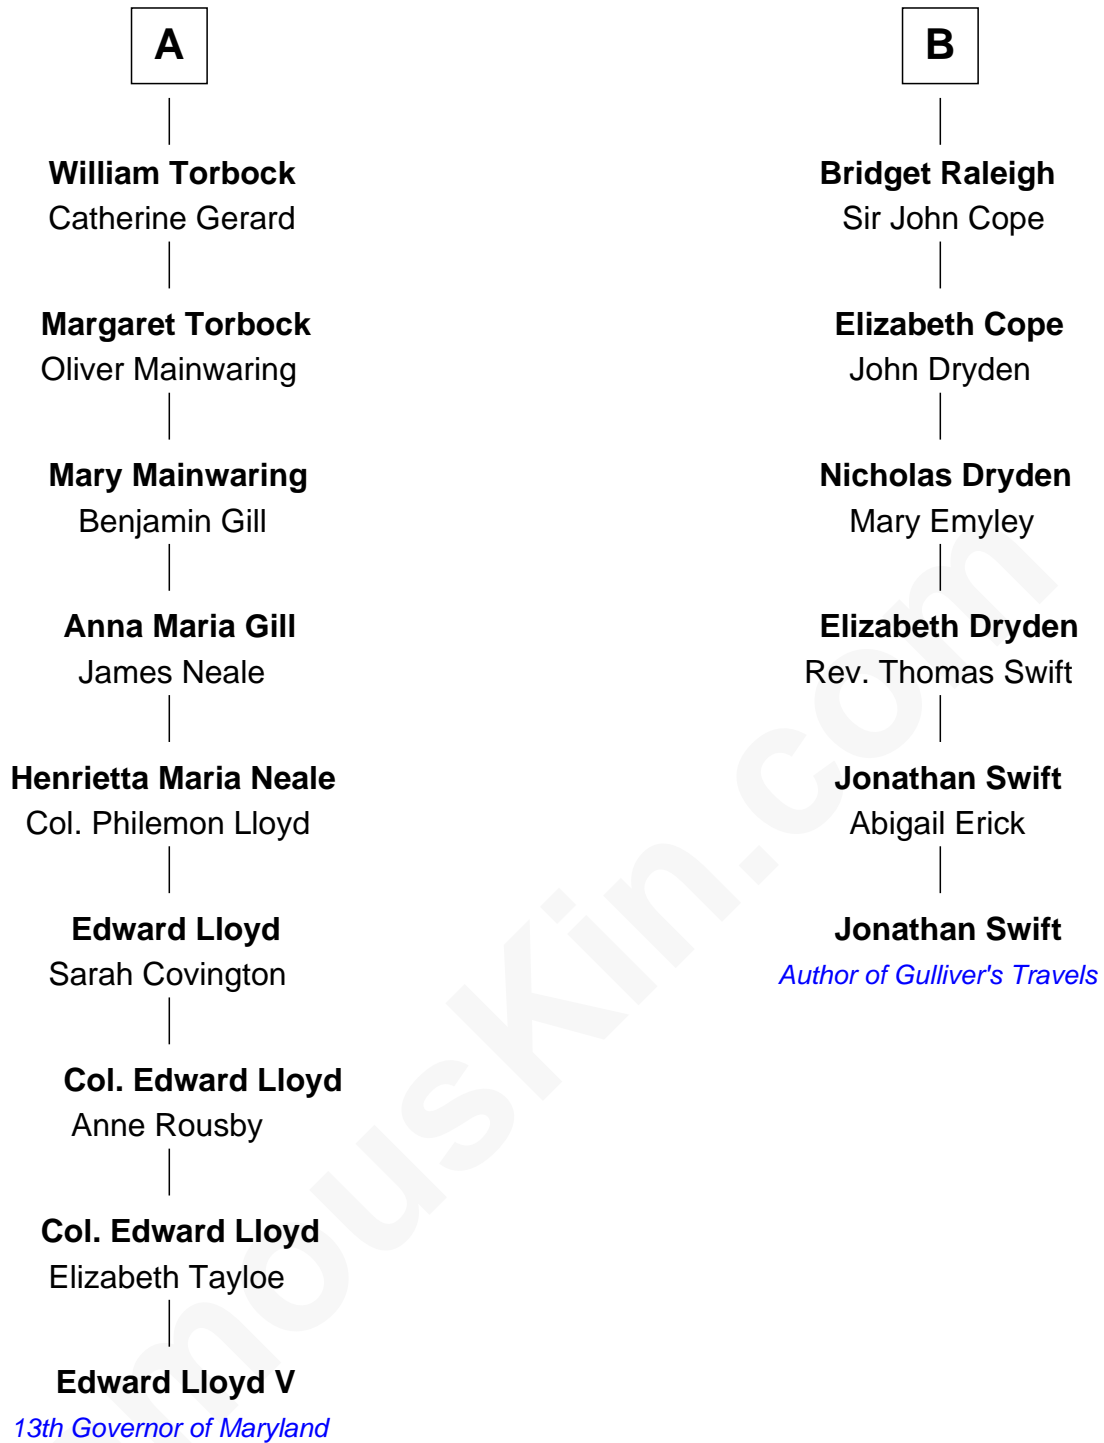 A
William Torbock
Catherine Gerard
Margaret Torbock
Oliver Mainwaring
Mary Mainwaring
Benjamin Gill
Anna Maria Gill
James Neale
Henrietta Maria Neale
Col. Philemon Lloyd
Edward Lloyd
Sarah Covington
Col. Edward Lloyd
Anne Rousby
Col. Edward Lloyd
Elizabeth Tayloe
Edward Lloyd V
13th Governor of Maryland
B
Bridget Raleigh
Sir John Cope
Elizabeth Cope
John Dryden
Nicholas Dryden
Mary Emyley
Elizabeth Dryden
Rev. Thomas Swift
Jonathan Swift
Abigail Erick
Jonathan Swift
Author of Gulliver's Travels
mouskin.com